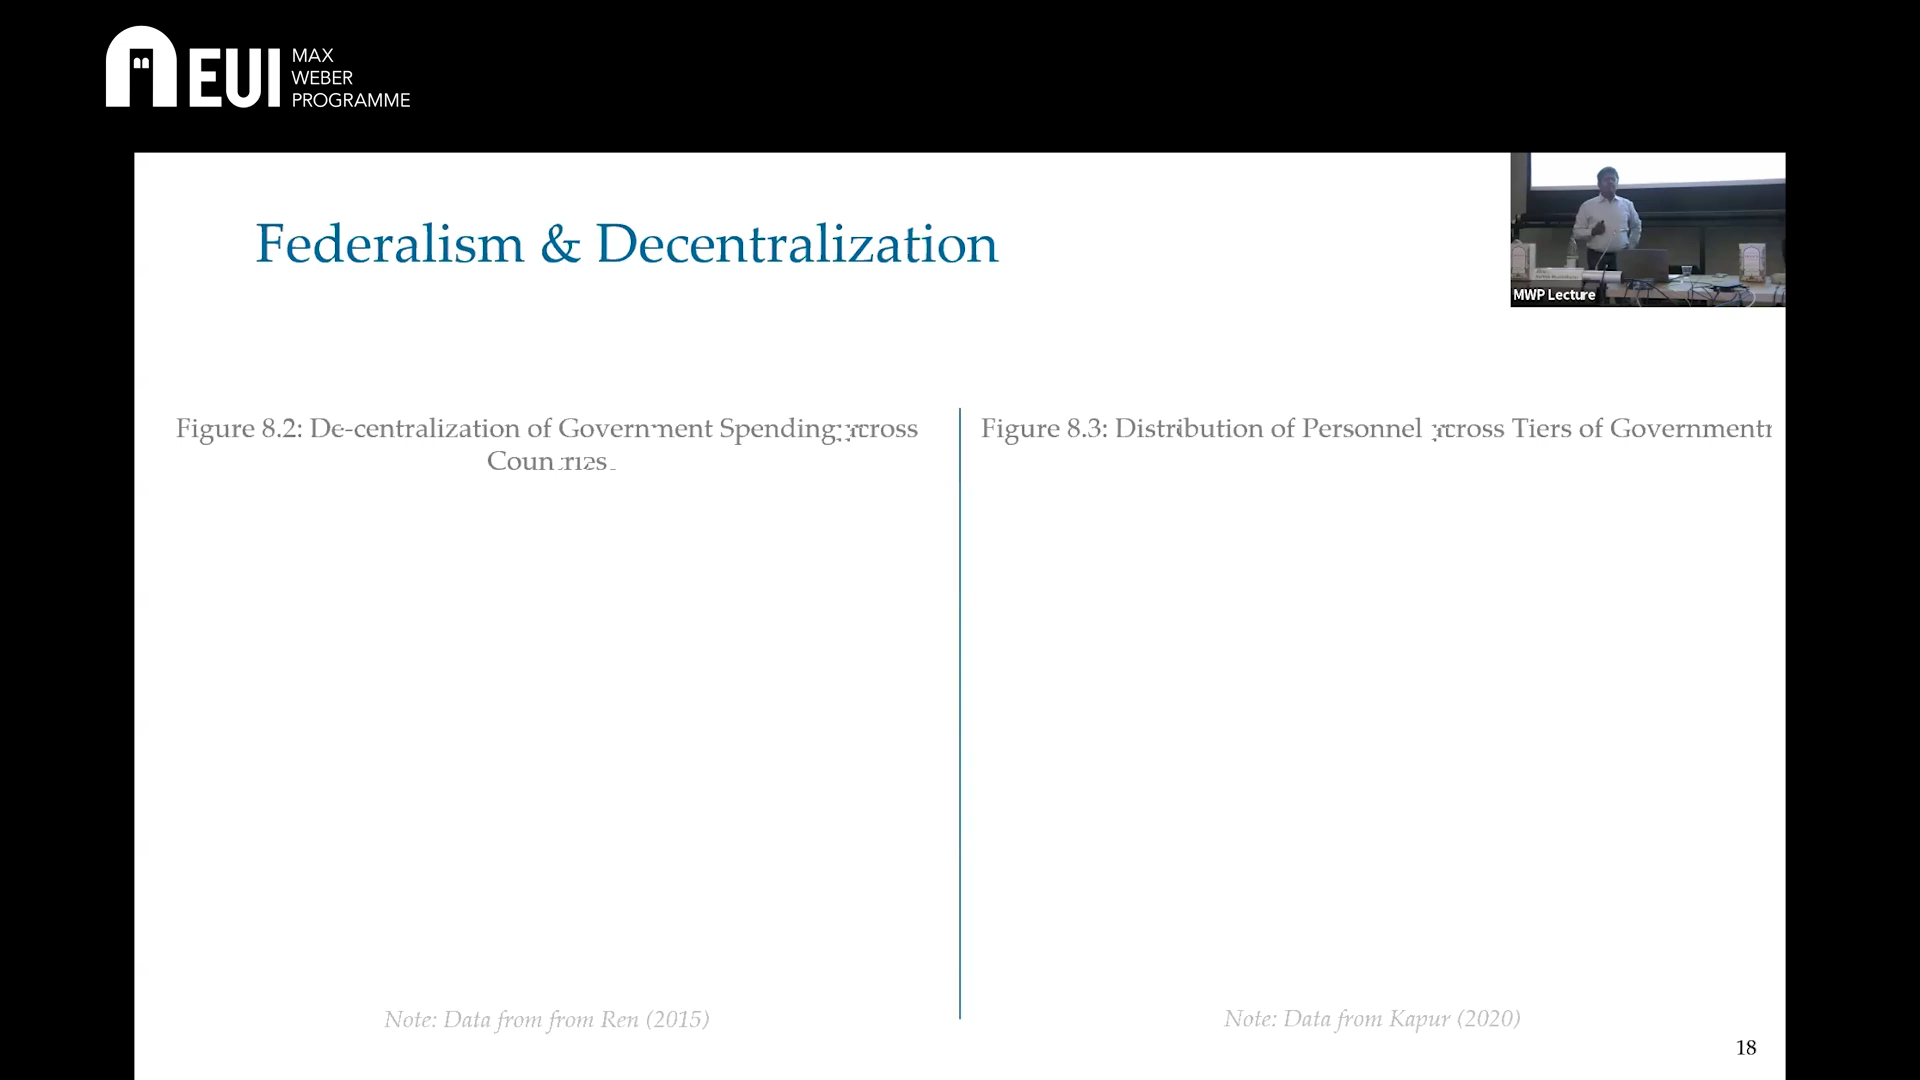 EUI
MAX
WEBER
PROGRAMME
Federalism & Decentralization
MWP Lecture
Figure 8.2: De-centralization of Government Spending across
Countries
Figure 8.3: Distribution of Personnel across Tiers of Government
Note: Data from from Ren (2015)
Note: Data from Kapur (2020)
18